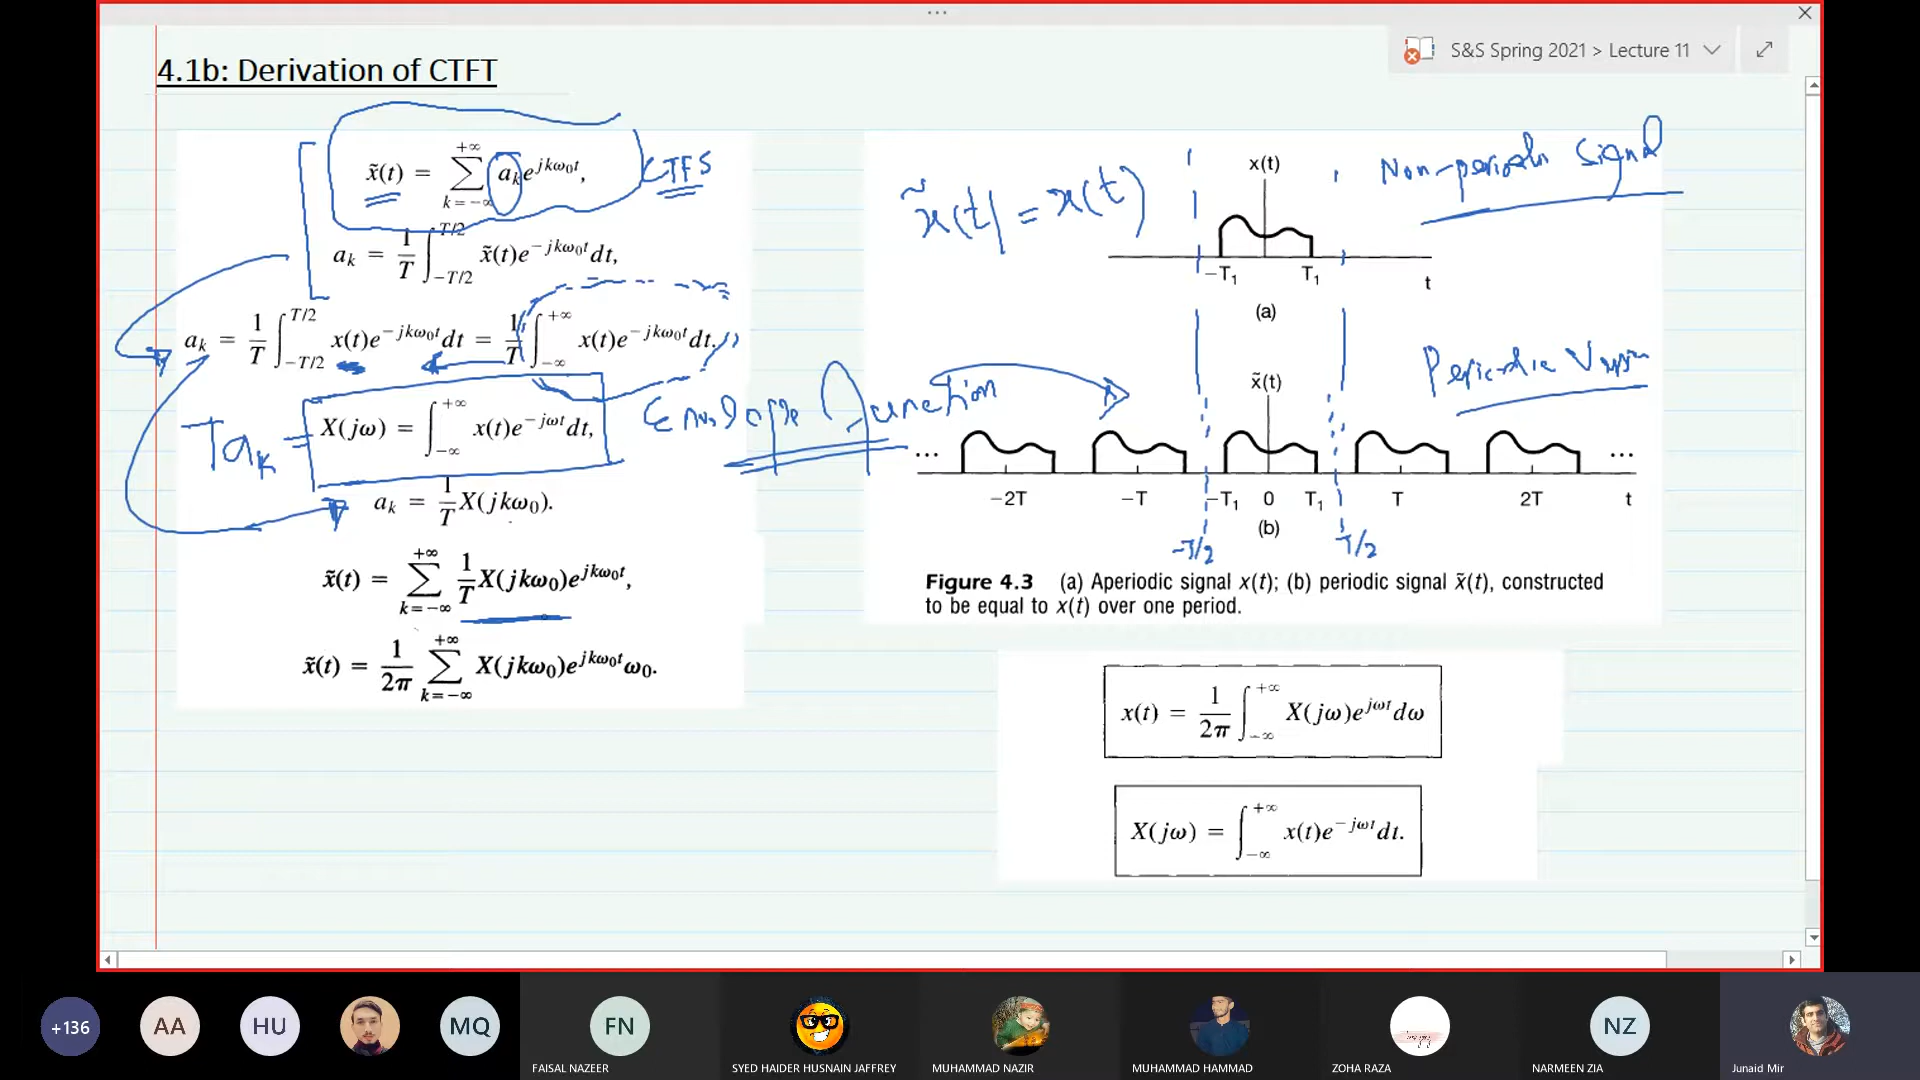 S&S Spring 2021 > Lecture 11
4.1b: Derivation of CTFT
x̃(t) = ∑_{k=−∞}^{+∞} a_k e^{jkω₀t},
CTFS
a_k = 1/T ∫_{−T/2}^{T/2} x̃(t)e^{−jkω₀t}dt,
a_k = 1/T ∫_{−T/2}^{T/2} x(t)e^{−jkω₀t}dt = 1/T ∫_{−∞}^{+∞} x(t)e^{−jkω₀t}dt.
Ta_k =
X(jω) = ∫_{−∞}^{+∞} x(t)e^{−jωt}dt,
Envelope function
a_k = 1/T X(jkω₀).
x̃(t) = ∑_{k=−∞}^{+∞} 1/T X(jkω₀)e^{jkω₀t},
x̃(t) = 1/2π ∑_{k=−∞}^{+∞} X(jkω₀)e^{jkω₀t}ω₀.
x̃(t) = x(t)
x(t)
Non-periodic Signal
−T₁ T₁ t
(a)
x̃(t)
Periodic Version
... ...
−2T −T −T₁ 0 T₁ T 2T t
(b)
-T/2 T/2
Figure 4.3 (a) Aperiodic signal x(t); (b) periodic signal x̃(t), constructed
to be equal to x(t) over one period.
x(t) = 1/2π ∫_{−∞}^{+∞} X(jω)e^{jωt}dω
X(jω) = ∫_{−∞}^{+∞} x(t)e^{−jωt}dt.
+136 AA HU MQ FN NZ
FAISAL NAZEER SYED HAIDER HUSNAIN JAFFREY MUHAMMAD NAZIR MUHAMMAD HAMMAD ZOHA RAZA NARMEEN ZIA Junaid Mir